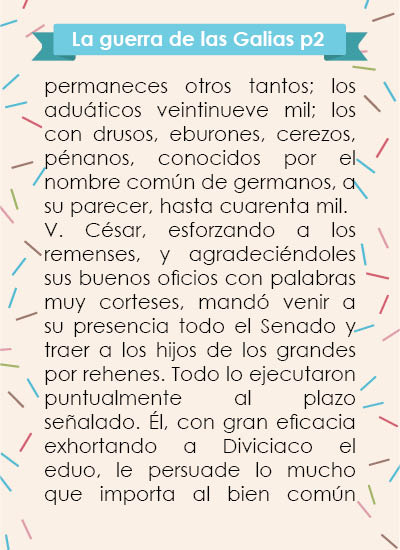 La guerra de las Galias p2
permaneces otros tantos; los
aduáticos veintinueve mil; los
con drusos, eburones, cerezos,
pénanos, conocidos por el
nombre común de germanos, a
su parecer, hasta cuarenta mil.
V. César, esforzando a los
remenses, y agradeciéndoles
sus buenos oficios con palabras
muy corteses, mandó venir a
su presencia todo el Senado y
traer a los hijos de los grandes
por rehenes. Todo lo ejecutaron
puntualmente al plazo
señalado. Él, con gran eficacia
exhortando a Diviciaco el
eduo, le persuade lo mucho
que importa al bien común